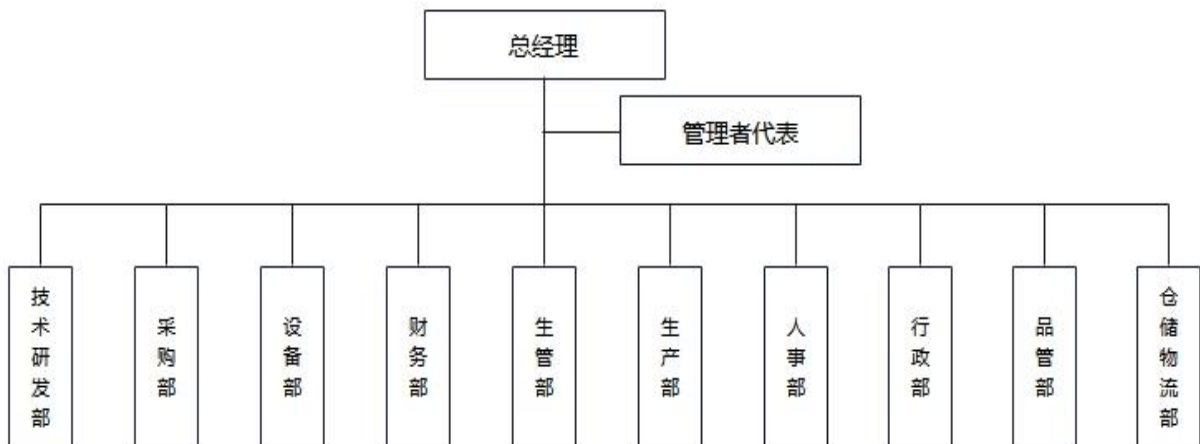 总经理
管理者代表
技术研发部
采购部
设备部
财务部
生管部
生产部
人事部
行政部
品管部
仓储物流部